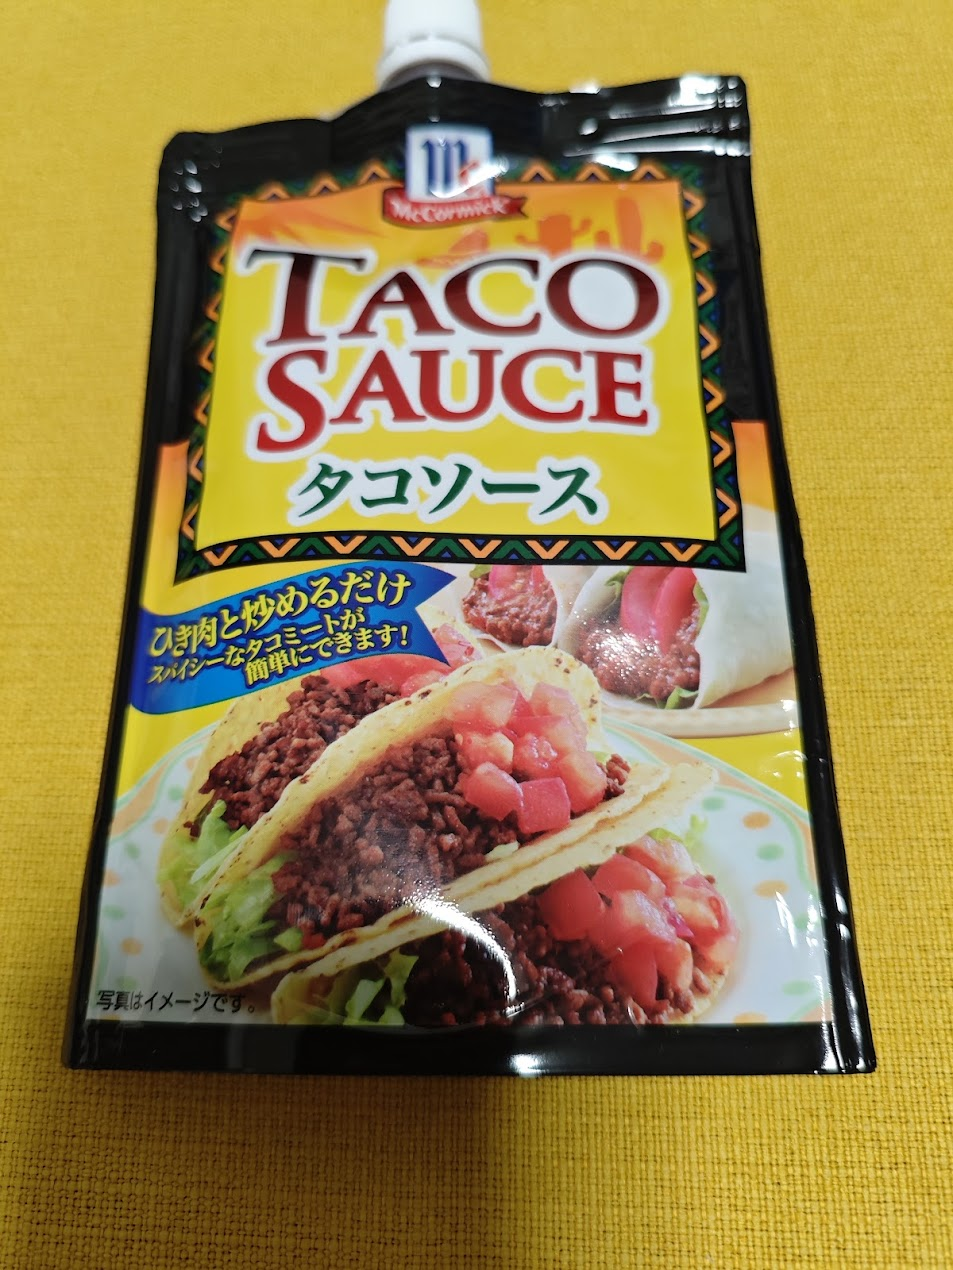 Mc
McCormick
TACO
SAUCE
タコソース
ひき肉と炒めるだけ
スパイシーなタコミートが
簡単にできます!
写真はイメージです。